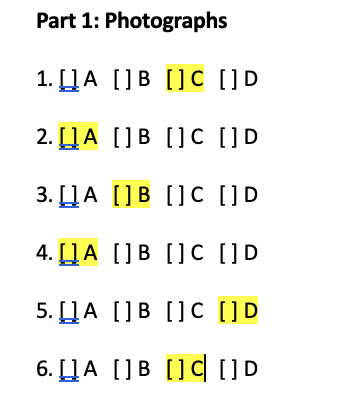 Part 1: Photographs
1. [] A [] B [] C [] D
2. [] A [] B [] C [] D
3. [] A [] B [] C [] D
4. [] A [] B [] C [] D
5. [] A [] B [] C [] D
6. [] A [] B [] C [] D